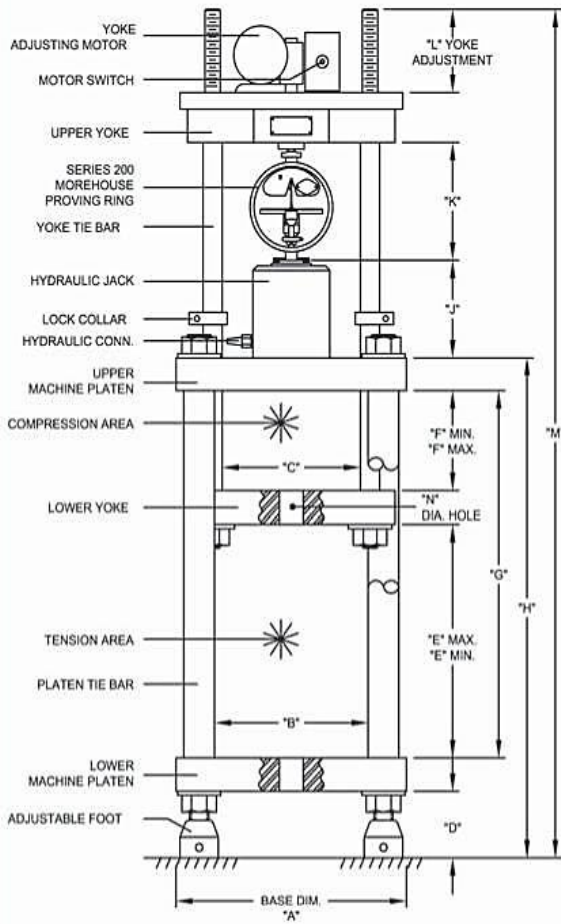 YOKE
ADJUSTING MOTOR
"L" YOKE
ADJUSTMENT
MOTOR SWITCH
UPPER YOKE
SERIES 200
MOREHOUSE
PROVING RING
"K"
YOKE TIE BAR
HYDRAULIC JACK
"J"
LOCK COLLAR
HYDRAULIC CONN.
UPPER
MACHINE PLATEN
"M"
COMPRESSION AREA
"F" MIN.
"F" MAX.
"C"
LOWER YOKE
"N"
DIA. HOLE
"G"
"H"
TENSION AREA
"E" MAX.
"E" MIN.
PLATEN TIE BAR
"B"
LOWER
MACHINE PLATEN
ADJUSTABLE FOOT
"D"
BASE DIM.
"A"